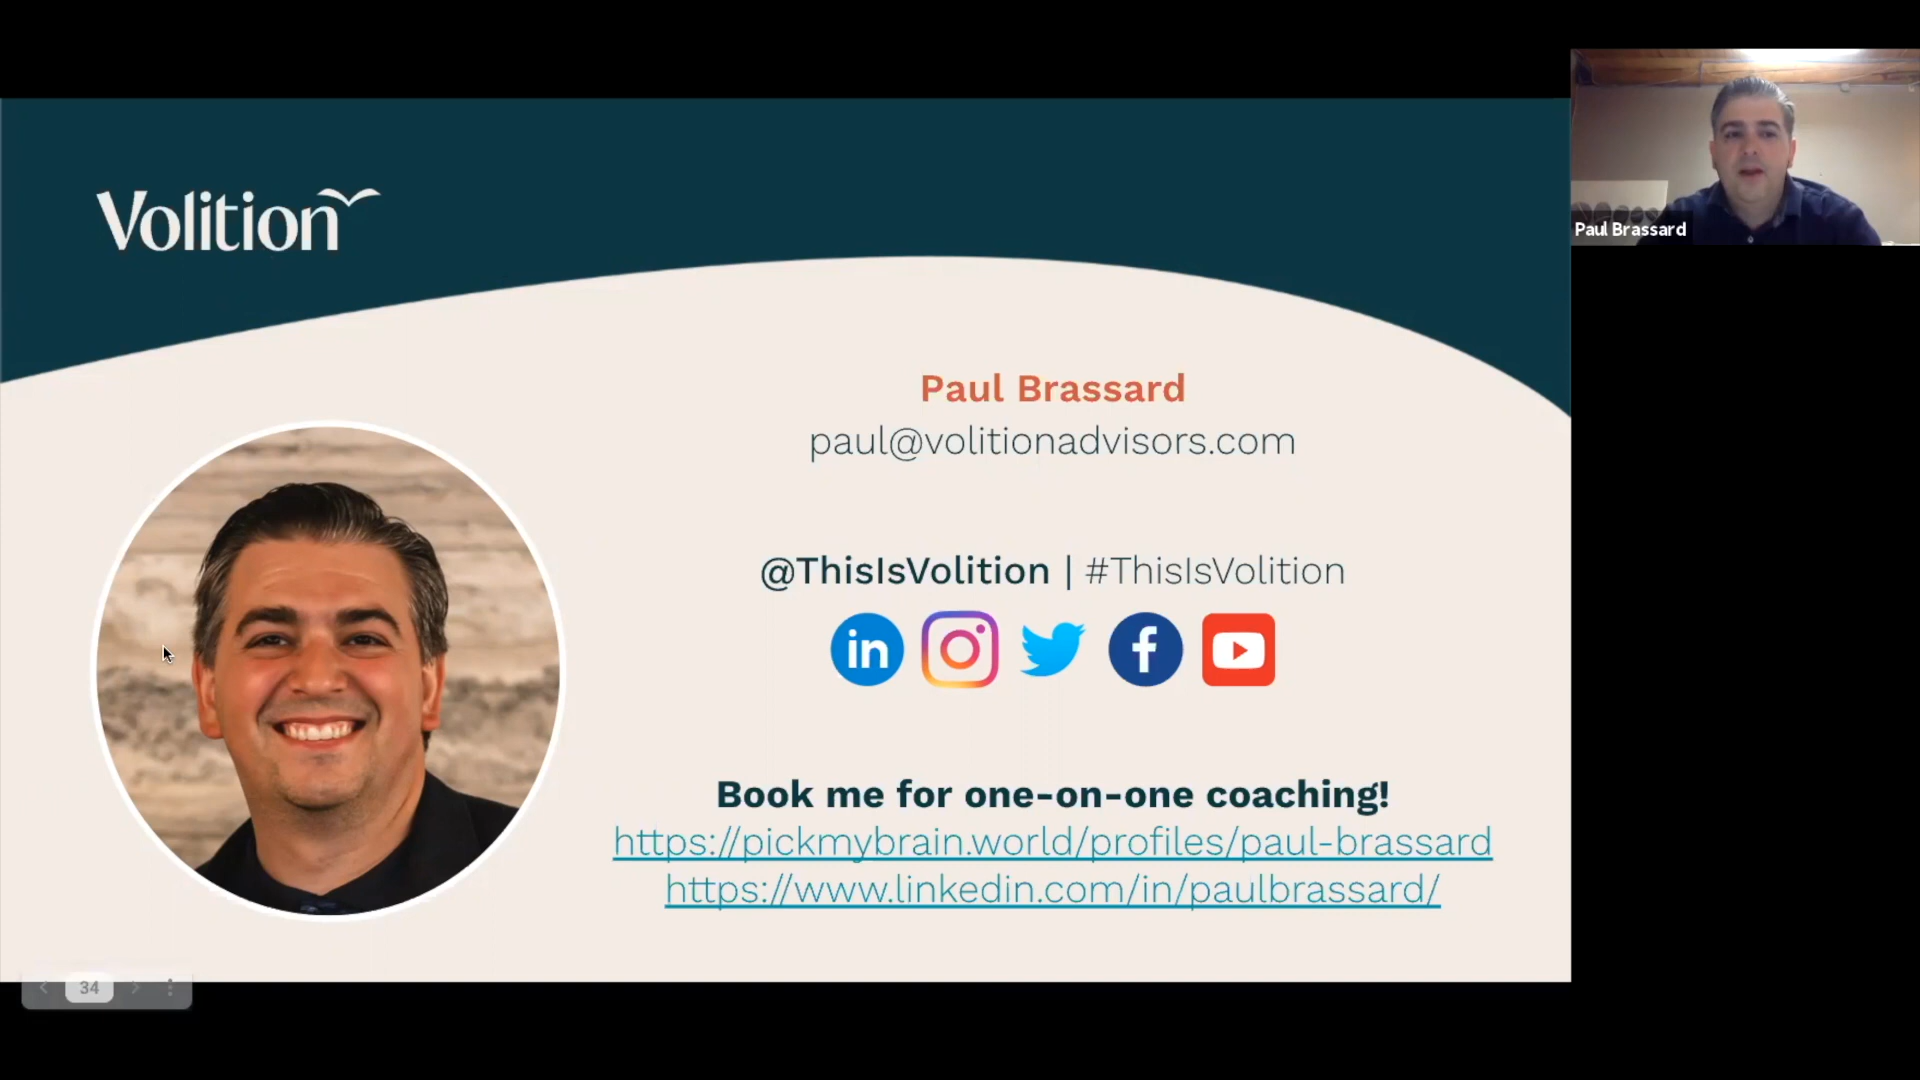 Volition
Paul Brassard
Paul Brassard
paul@volitionadvisors.com
@ThisIsVolition | #ThisIsVolition
in
f
Book me for one-on-one coaching!
https://pickmybrain.world/profiles/paul-brassard
https://www.linkedin.com/in/paulbrassard/
34